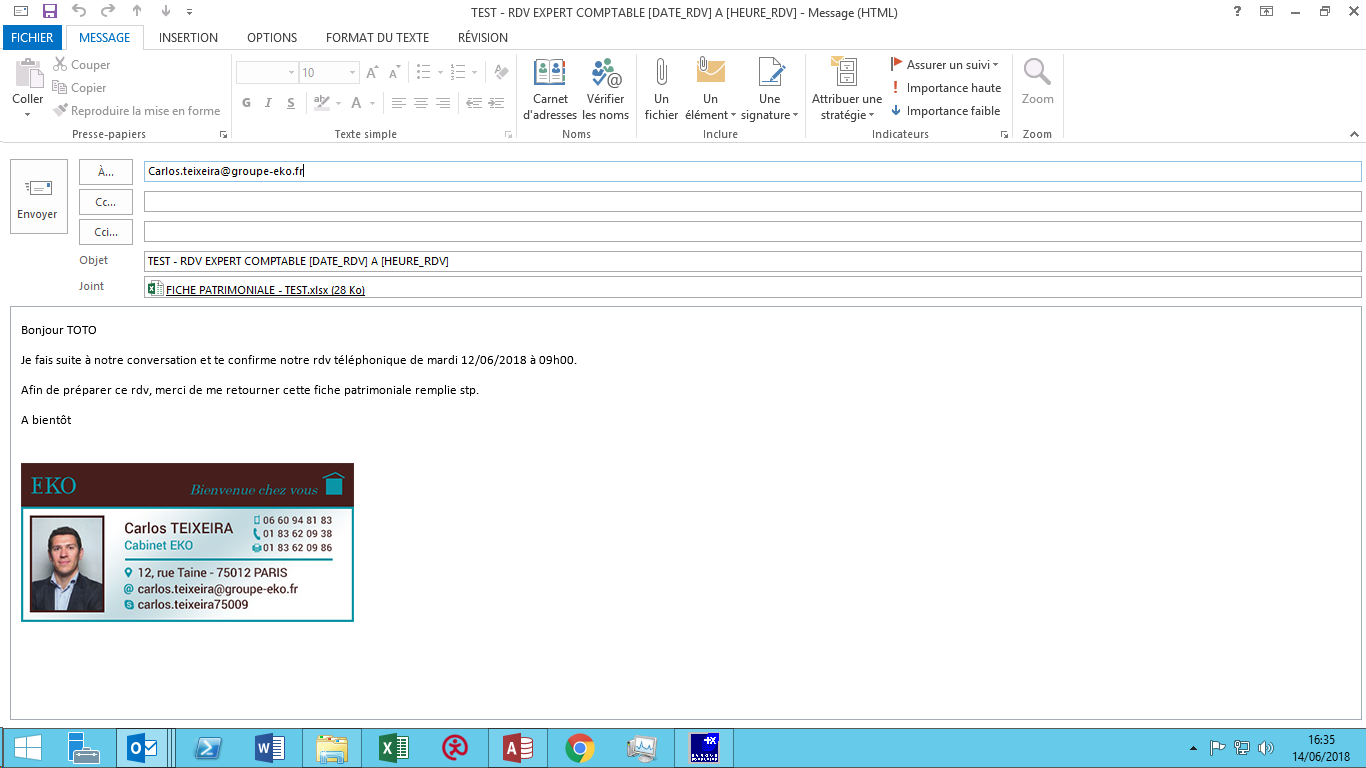 TEST - RDV EXPERT COMPTABLE [DATE_RDV] A [HEURE_RDV] - Message (HTML)
FICHIER MESSAGE INSERTION OPTIONS FORMAT DU TEXTE RÉVISION
Coller
Couper
Copier
Reproduire la mise en forme
Presse-papiers
10
G I S
Texte simple
Carnet d'adresses
Vérifier les noms
Noms
Un fichier
Un élément
Une signature
Inclure
Attribuer une stratégie
Assurer un suivi
Importance haute
Importance faible
Indicateurs
Zoom
Zoom
Envoyer
À... Carlos.teixeira@groupe-eko.fr
Cc...
Cci...
Objet TEST - RDV EXPERT COMPTABLE [DATE_RDV] A [HEURE_RDV]
Joint FICHE PATRIMONIALE - TEST.xlsx (28 Ko)
Bonjour TOTO
Je fais suite à notre conversation et te confirme notre rdv téléphonique de mardi 12/06/2018 à 09h00.
Afin de préparer ce rdv, merci de me retourner cette fiche patrimoniale remplie stp.
A bientôt
EKO
Bienvenue chez vous
Carlos TEIXEIRA
Cabinet EKO
06 60 94 81 83
01 83 62 09 38
01 83 62 09 86
12, rue Taine - 75012 PARIS
@ carlos.teixeira@groupe-eko.fr
carlos.teixeira75009
16:35
14/06/2018